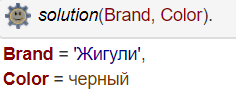 solution(Brand, Color).
Brand = 'Жигули',
Color = черный